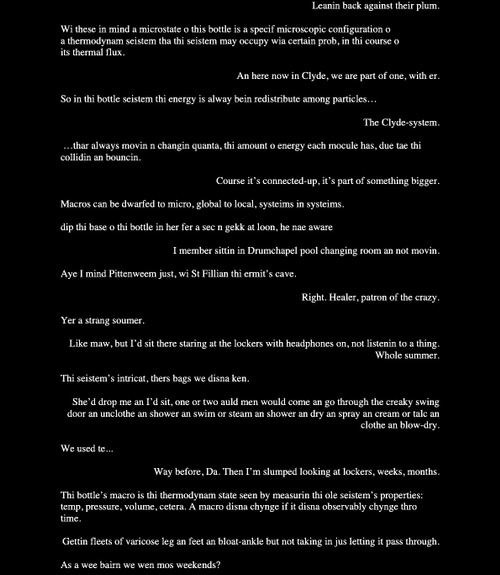 Leanin back against their plum.
Wi these in mind a microstate o this bottle is a specif microscopic configuration o
a thermodynam seistem tha thi seistem may occupy wia certain prob, in thi course o
its thermal flux.
An here now in Clyde, we are part of one, with er.
So in thi bottle seistem thi energy is alway bein redistribute among particles…
The Clyde-system.
…thar always movin n changin quanta, thi amount o energy each mocule has, due tae thi
collidin an bouncin.
Course it’s connected-up, it’s part of something bigger.
Macros can be dwarfed to micro, global to local, systeims in systeims.
dip thi base o thi bottle in her fer a sec n gekk at loon, he nae aware
I member sittin in Drumchapel pool changing room an not movin.
Aye I mind Pittenweem just, wi St Fillian thi ermit’s cave.
Right. Healer, patron of the crazy.
Yer a strang soumer.
Like maw, but I’d sit there staring at the lockers with headphones on, not listenin to a thing.
Whole summer.
Thi seistem’s intricat, thers bags we disna ken.
She’d drop me an I’d sit, one or two auld men would come an go through the creaky swing
door an unclothe an shower an swim or steam an shower an dry an spray an cream or talc an
clothe an blow-dry.
We used te...
Way before, Da. Then I’m slumped looking at lockers, weeks, months.
Thi bottle’s macro is thi thermodynam state seen by measurin thi ole seistem’s properties:
temp, pressure, volume, cetera. A macro disna chynge if it disna observably chynge thro
time.
Gettin fleets of varicose leg an feet an bloat-ankle but not taking in jus letting it pass through.
As a wee bairn we wen mos weekends?